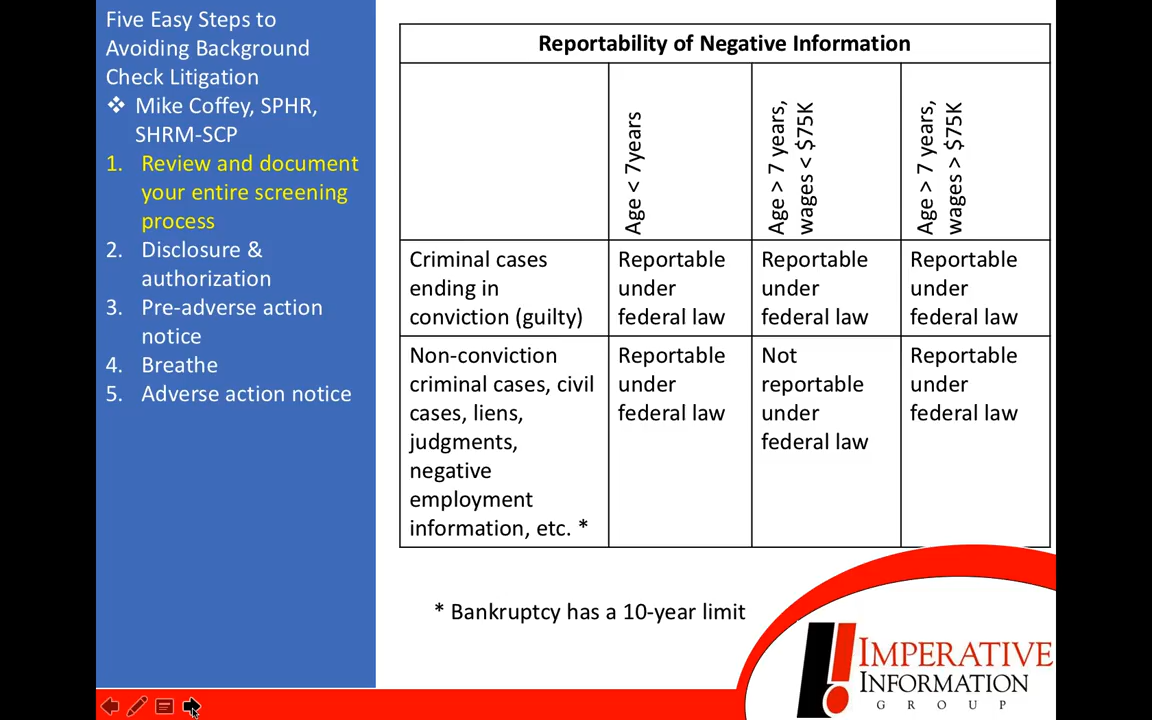 Five Easy Steps to
Avoiding Background
Check Litigation
❖ Mike Coffey, SPHR,
SHRM-SCP
1. Review and document
your entire screening
process
2. Disclosure &
authorization
3. Pre-adverse action
notice
4. Breathe
5. Adverse action notice
Reportability of Negative Information
Age < 7years
Age > 7 years,
wages < $75K
Age > 7 years,
wages > $75K
Criminal cases
ending in
conviction (guilty)
Reportable
under
federal law
Reportable
under
federal law
Reportable
under
federal law
Non-conviction
criminal cases, civil
cases, liens,
judgments,
negative
employment
information, etc. *
Reportable
under
federal law
Not
reportable
under
federal law
Reportable
under
federal law
* Bankruptcy has a 10-year limit
IMPERATIVE
INFORMATION
GROUP